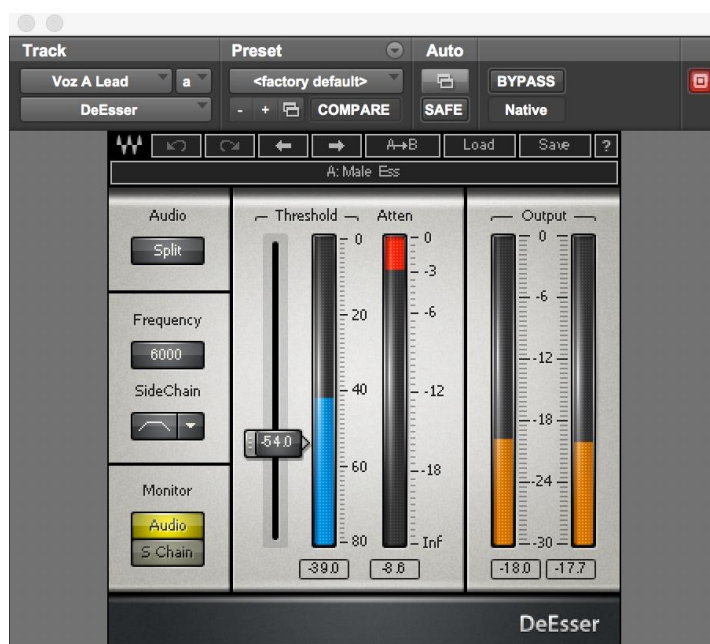 Track Preset Auto
Voz A Lead a <factory default> BYPASS
DeEsser - + COMPARE SAFE Native
A→B Load Save ?
A: Male Ess
Audio
Split
Frequency
6000
SideChain
Monitor
Audio
S Chain
Threshold Atten
-54.0
0
20
40
60
80
-39.0
0
-3
-6
-12
-18
Inf
-8.6
Output
0
-6
-12
-18
-24
-30
-18.0 -17.7
DeEsser